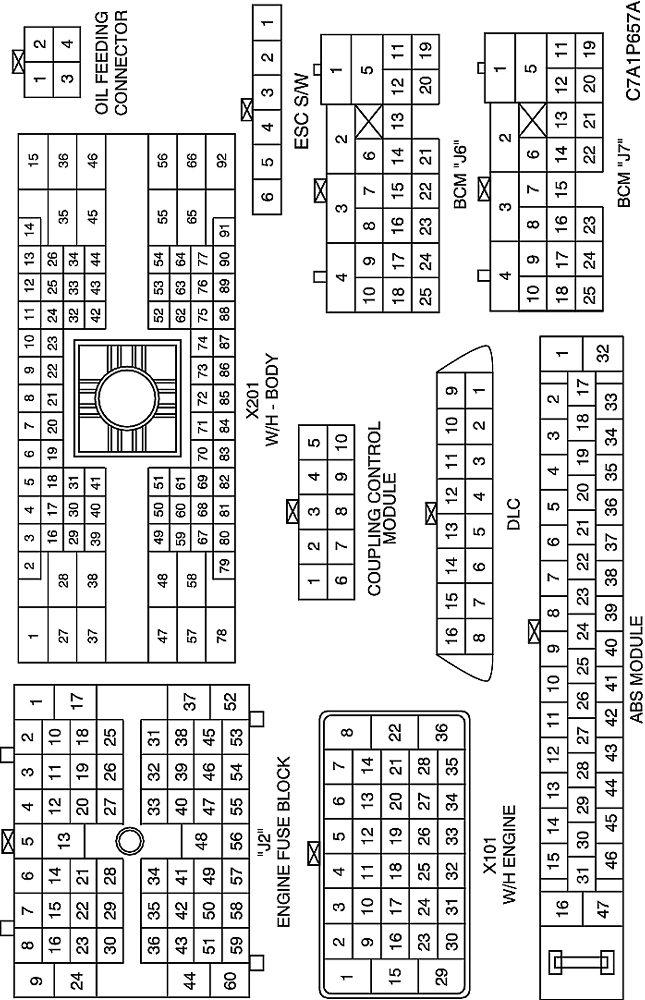 9 8 7 6 5 4 3 2 1
24 16 15 14 13 12 11 10 17
23 22 21 20 19 18
30 29 28 27 26 25
36 35 34 33 32 31
44 43 42 41 48 40 39 38 37
51 50 49 47 46 45
60 59 58 57 56 55 54 53 52
"J2"
ENGINE FUSE BLOCK
1 2 3 4 5 6 7 8 9 10 11 12 13 14 15
27 28 16 17 18 19 20 21 22 23 24 25 26 35 36
29 30 31 32 33 34
37 38 39 40 41 42 43 44 45 46
47 48 49 50 51 52 53 54 55 56
57 58 59 60 61 62 63 64 65 66
67 68 69 70 71 72 73 74 75 76 77
78 79 80 81 82 83 84 85 86 87 88 89 90 91 92
X201
W/H - BODY
1 2
3 4
OIL FEEDING
CONNECTOR
6 5 4 3 2 1
ESC S/W
1 2 3 4 5 6 7 8
9 10 11 12 13 14
15 16 17 18 19 20 21 22
23 24 25 26 27 28
29 30 31 32 33 34 35 36
X101
W/H ENGINE
1 2 3 4 5
6 7 8 9 10
COUPLING CONTROL
MODULE
4 3 2 1
10 9 8 7 6 5
18 17 16 15 14 13 12 11
25 24 23 22 21 20 19
BCM "J6"
16 15 14 13 12 11 10 9
8 7 6 5 4 3 2 1
DLC
4 3 2 1
10 9 8 7 6 5
18 17 16 15 14 13 12 11
25 24 23 22 21 20 19
BCM "J7"
16 15 14 13 12 11 10 9 8 7 6 5 4 3 2 1
31 30 29 28 27 26 25 24 23 22 21 20 19 18 17
47 46 45 44 43 42 41 40 39 38 37 36 35 34 33 32
ABS MODULE
C7A1P657A